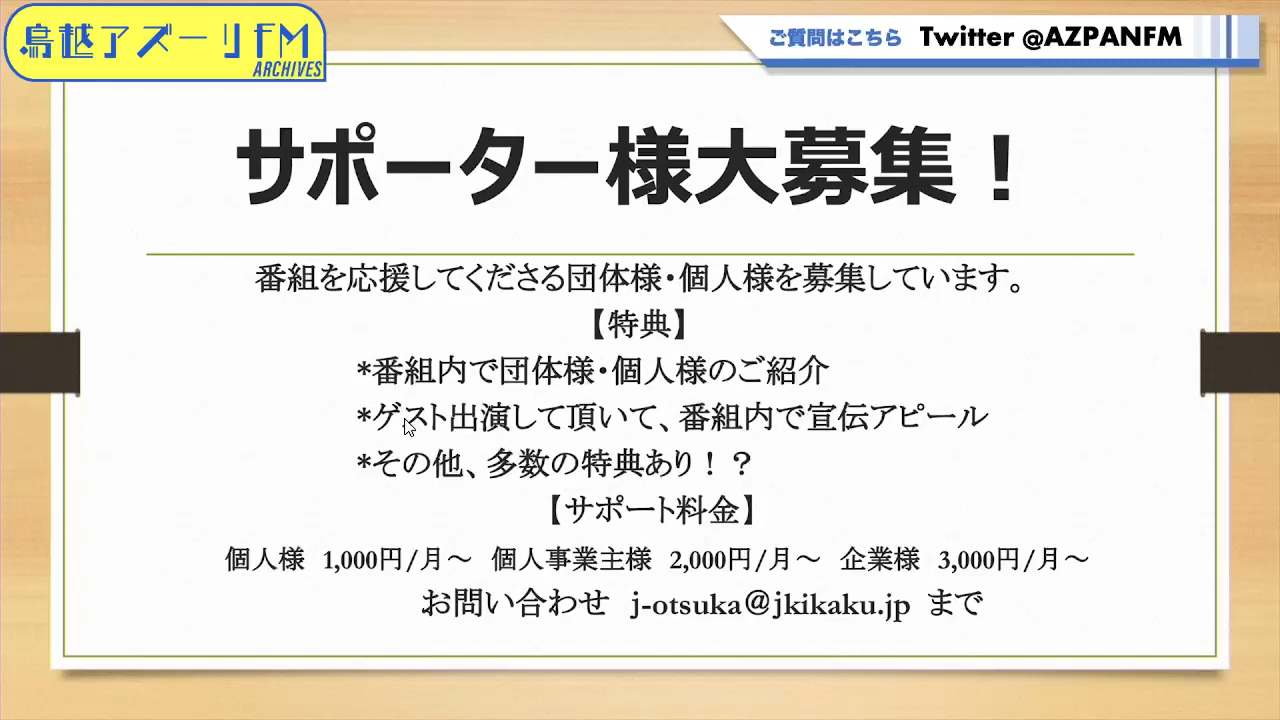 鳥越アズーリFM
ARCHIVES
ご質問はこちら Twitter @AZPANFM
サポーター様大募集！
番組を応援してくださる団体様・個人様を募集しています。
【特典】
*番組内で団体様・個人様のご紹介
*ゲスト出演して頂いて、番組内で宣伝アピール
*その他、多数の特典あり！？
【サポート料金】
個人様 1,000円/月～ 個人事業主様 2,000円/月～ 企業様 3,000円/月～
お問い合わせ j-otsuka@jkikaku.jp まで